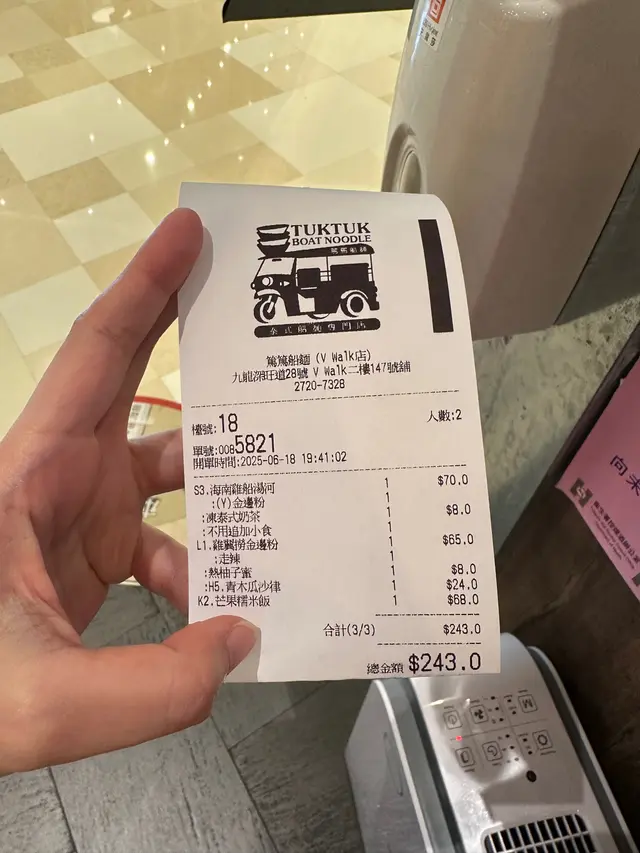 TUKTUK
BOAT NOODLE
篤篤船麵
泰式船麵專門店
篤篤船麵 (V Walk店)
九龍深旺道28號 V Walk二樓147號舖
2720-7328
檯號:18 人數:2
單號:0085821
開單時間:2025-06-18 19:41:02
S3.海南雞船湯河 1 $70.0
:(Y)金邊粉 1
:凍泰式奶茶 1 $8.0
:不用追加小食 1
L1.雞翼撈金邊粉 1 $65.0
:走辣 1
:熱柚子蜜 1 $8.0
:H5.青木瓜沙律 1 $24.0
K2.芒果糯米飯 1 $68.0
合計(3/3) $243.0
總金額 $243.0
向未
M